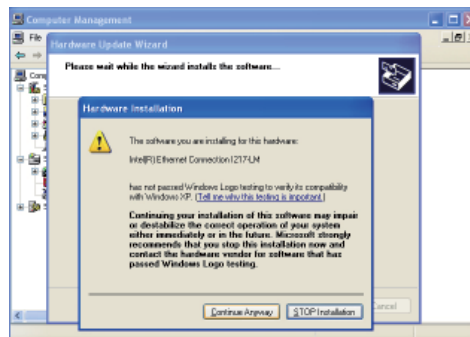 Computer Management
File
Hardware Update Wizard
Please wait while the wizard installs the software...
Hardware Installation
The software you are installing for this hardware:
Intel(R) Ethernet Connection I217-LM
has not passed Windows Logo testing to verify its compatibility
with Windows XP. (Tell me why this testing is important.)
Continuing your installation of this software may impair
or destabilize the correct operation of your system
either immediately or in the future. Microsoft strongly
recommends that you stop this installation now and
contact the hardware vendor for software that has
passed Windows Logo testing.
Continue Anyway
STOP Installation
Cancel